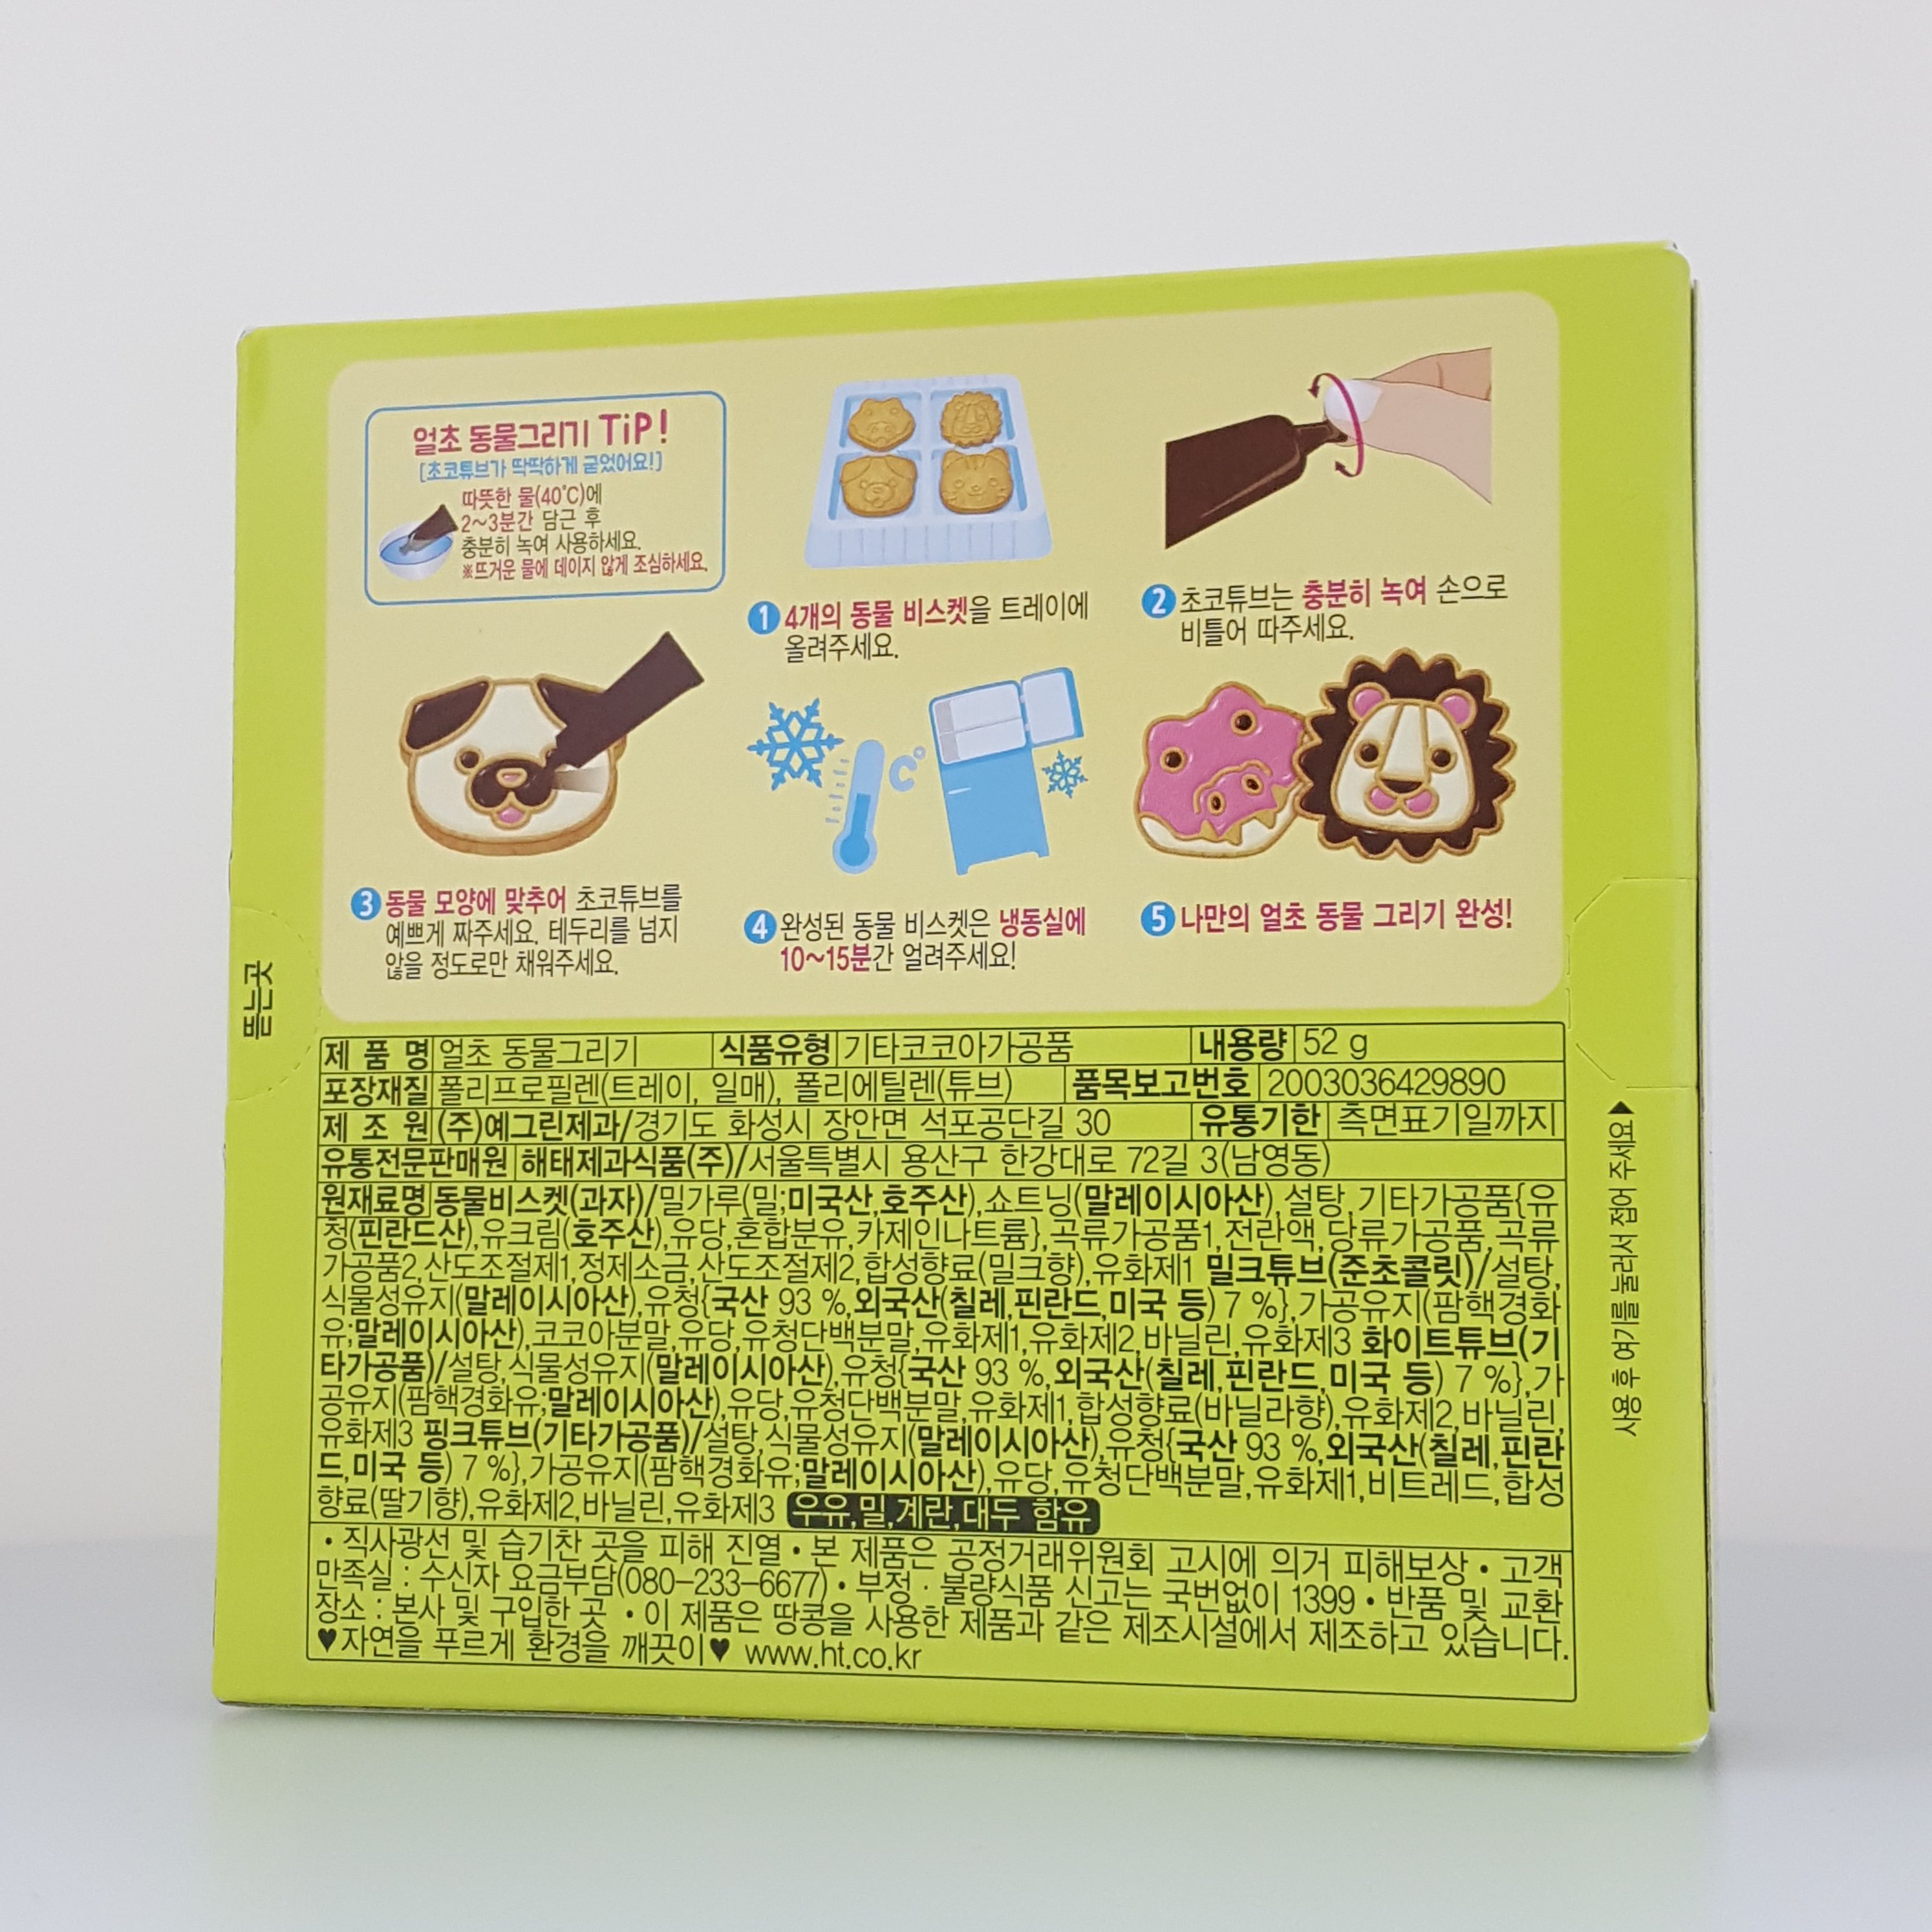 얼초 동물그리기 TiP!
[초코튜브가 딱딱하게 굳었어요!]
따뜻한 물(40℃)에
2~3분간 담근 후
충분히 녹여 사용하세요.
※뜨거운 물에 데이지 않게 조심하세요.
1 4개의 동물 비스켓을 트레이에
올려주세요.
2 초코튜브는 충분히 녹여 손으로
비틀어 따주세요.
3 동물 모양에 맞추어 초코튜브를
예쁘게 짜주세요. 테두리를 넘지
않을 정도로만 채워주세요.
C°
4 완성된 동물 비스켓은 냉동실에
10~15분간 얼려주세요!
5 나만의 얼초 동물 그리기 완성!
뜯는곳
제 품 명 얼초 동물그리기 식품유형 기타코코아가공품 내용량 52 g
포장재질 폴리프로필렌(트레이, 일매), 폴리에틸렌(튜브) 품목보고번호 2003036429890
제 조 원 (주)예그린제과/경기도 화성시 장안면 석포공단길 30 유통기한 측면표기일까지
유통전문판매원 해태제과식품(주)/서울특별시 용산구 한강대로 72길 3(남영동)
원재료명 동물비스켓(과자)/밀가루(밀;미국산,호주산),쇼트닝(말레이시아산),설탕,기타가공품{유
청(핀란드산),유크림(호주산),유당,혼합분유,카제인나트륨},곡류가공품1,전란액,당류가공품,곡류
가공품2,산도조절제1,정제소금,산도조절제2,합성향료(밀크향),유화제1 밀크튜브(준초콜릿)/설탕,
식물성유지(말레이시아산),유청{국산 93 %,외국산(칠레,핀란드,미국 등) 7 %},가공유지(팜핵경화
유;말레이시아산),코코아분말,유당,유청단백분말,유화제1,유화제2,바닐린,유화제3 화이트튜브(기
타가공품)/설탕,식물성유지(말레이시아산),유청{국산 93 %,외국산(칠레,핀란드,미국 등) 7 %},가
공유지(팜핵경화유;말레이시아산),유당,유청단백분말,유화제1,합성향료(바닐라향),유화제2,바닐린,
유화제3 핑크튜브(기타가공품)/설탕,식물성유지(말레이시아산),유청{국산 93 %,외국산(칠레,핀란
드,미국 등) 7 %},가공유지(팜핵경화유;말레이시아산),유당,유청단백분말,유화제1,비트레드,합성
향료(딸기향),유화제2,바닐린,유화제3 우유,밀,계란,대두 함유
• 직사광선 및 습기찬 곳을 피해 진열 • 본 제품은 공정거래위원회 고시에 의거 피해보상 • 고객
만족실 : 수신자 요금부담(080-233-6677) • 부정 · 불량식품 신고는 국번없이 1399 • 반품 및 교환
장소 : 본사 및 구입한 곳 • 이 제품은 땅콩을 사용한 제품과 같은 제조시설에서 제조하고 있습니다.
♥자연을 푸르게 환경을 깨끗이♥ www.ht.co.kr
사용 후 여기를 눌러서 접어 주세요▶